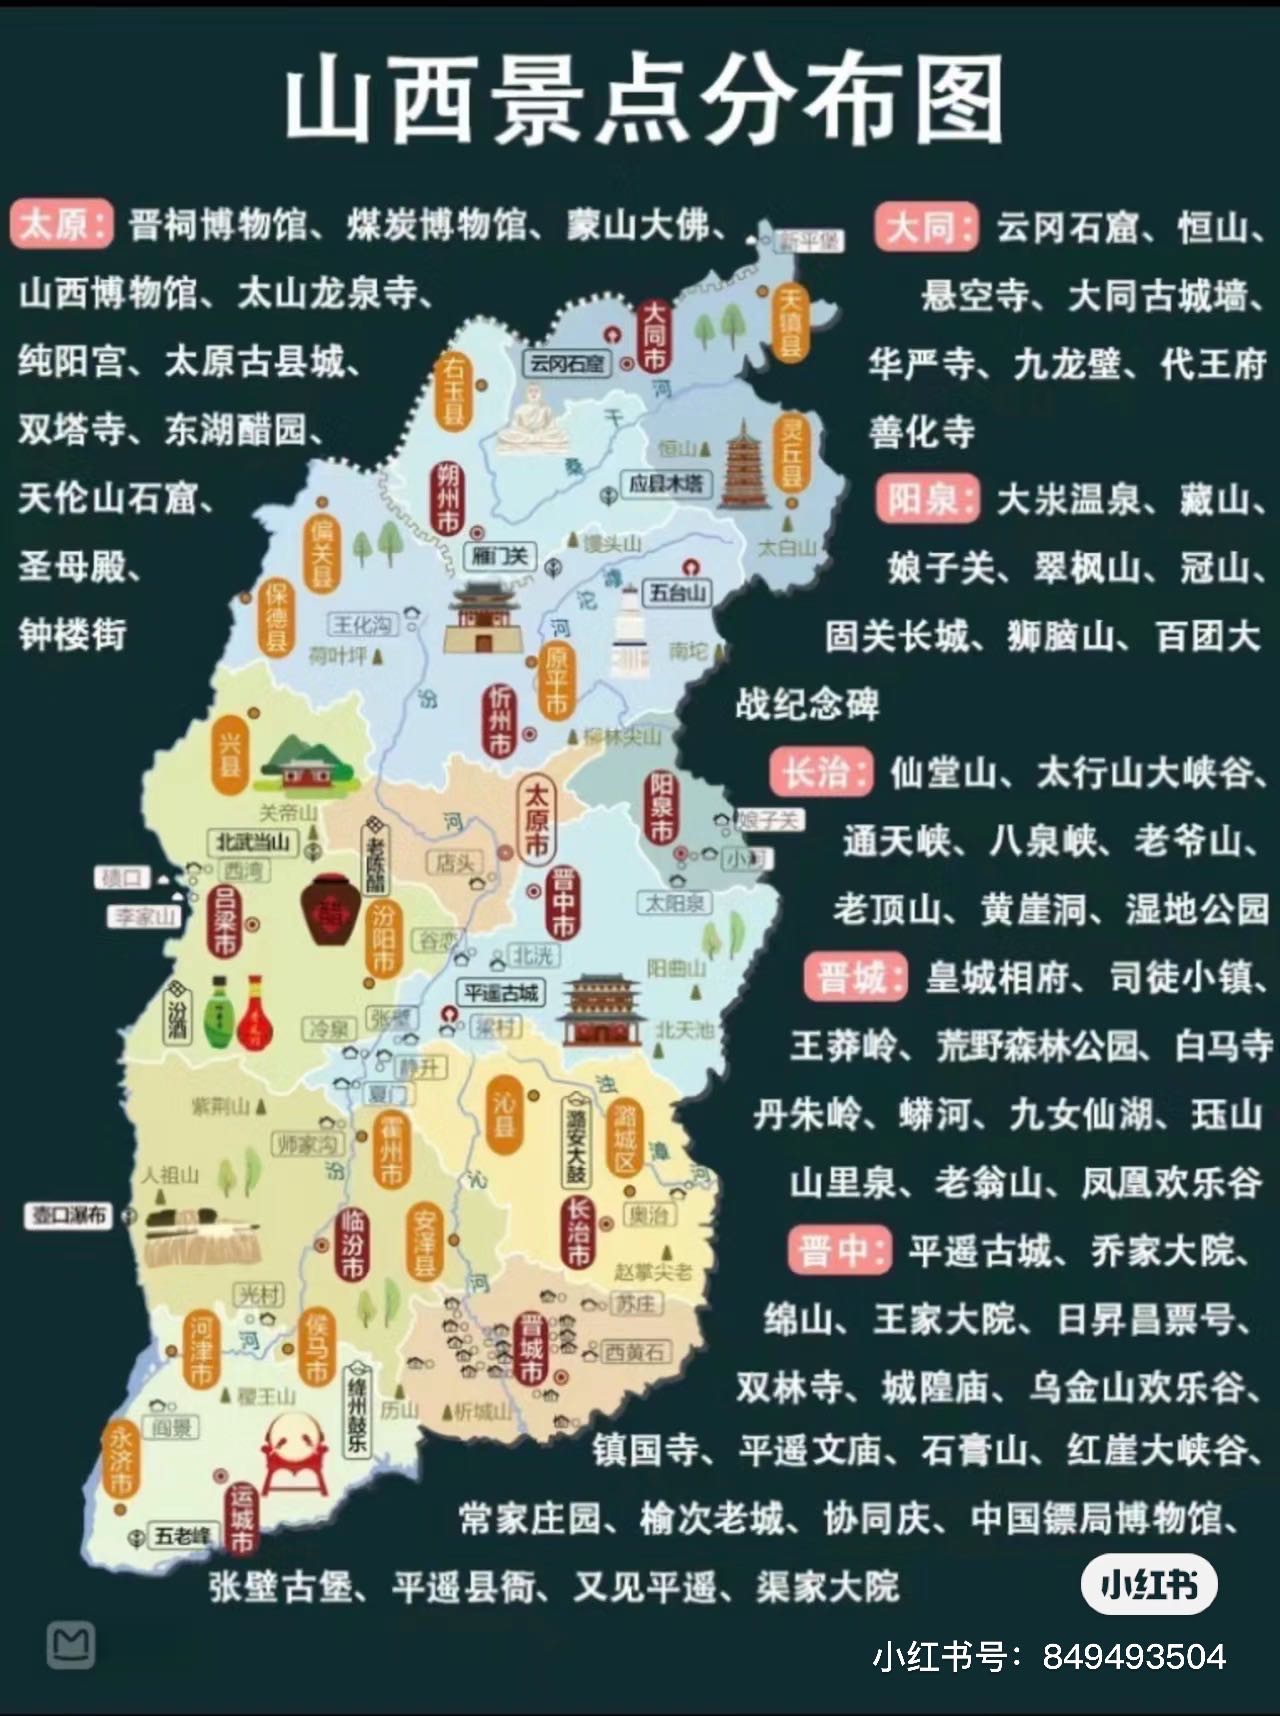 山西景点分布图
太原：晋祠博物馆、煤炭博物馆、蒙山大佛、
山西博物馆、太山龙泉寺、
纯阳宫、太原古县城、
双塔寺、东湖醋园、
天伦山石窟、
圣母殿、
钟楼街
大同：云冈石窟、恒山、
悬空寺、大同古城墙、
华严寺、九龙壁、代王府
善化寺
阳泉：大汖温泉、藏山、
娘子关、翠枫山、冠山、
固关长城、狮脑山、百团大
战纪念碑
长治：仙堂山、太行山大峡谷、
通天峡、八泉峡、老爷山、
老顶山、黄崖洞、湿地公园
晋城：皇城相府、司徒小镇、
王莽岭、荒野森林公园、白马寺
丹朱岭、蟒河、九女仙湖、珏山
山里泉、老翁山、凤凰欢乐谷
晋中：平遥古城、乔家大院、
绵山、王家大院、日昇昌票号、
双林寺、城隍庙、乌金山欢乐谷、
镇国寺、平遥文庙、石膏山、红崖大峡谷、
常家庄园、榆次老城、协同庆、中国镖局博物馆、
张壁古堡、平遥县衙、又见平遥、渠家大院
新平堡
天镇县
大同市
云冈石窟
右玉县
河
干
桑
恒山
灵丘县
应县木塔
朔州市
太白山
偏关县
雁门关
馒头山
五台山
滹
沱
河
保德县
王化沟
荷叶坪
原平市
南坨
汾
忻州市
柳林尖山
兴县
关帝山
太原市
阳泉市
娘子关
小河
河
北武当山
西湾
老陈醋
店头
碛口
李家山
吕梁市
醋
汾阳市
晋中市
太阳泉
谷恋
北洸
阳曲山
平遥古城
汾酒
冷泉
张壁
梁村
北天池
静升
夏门
紫荆山
沁县
潞安大鼓
浊
潞城区
漳
河
师家沟
霍州市
汾
沁
人祖山
壶口瀑布
临汾市
安泽县
长治市
奥治
赵掌尖老
河
光村
苏庄
河津市
河
侯马市
晋城市
西黄石
稷王山
绛州鼓乐
历山
析城山
阎景
永济市
运城市
五老峰
小红书
小红书号：849493504